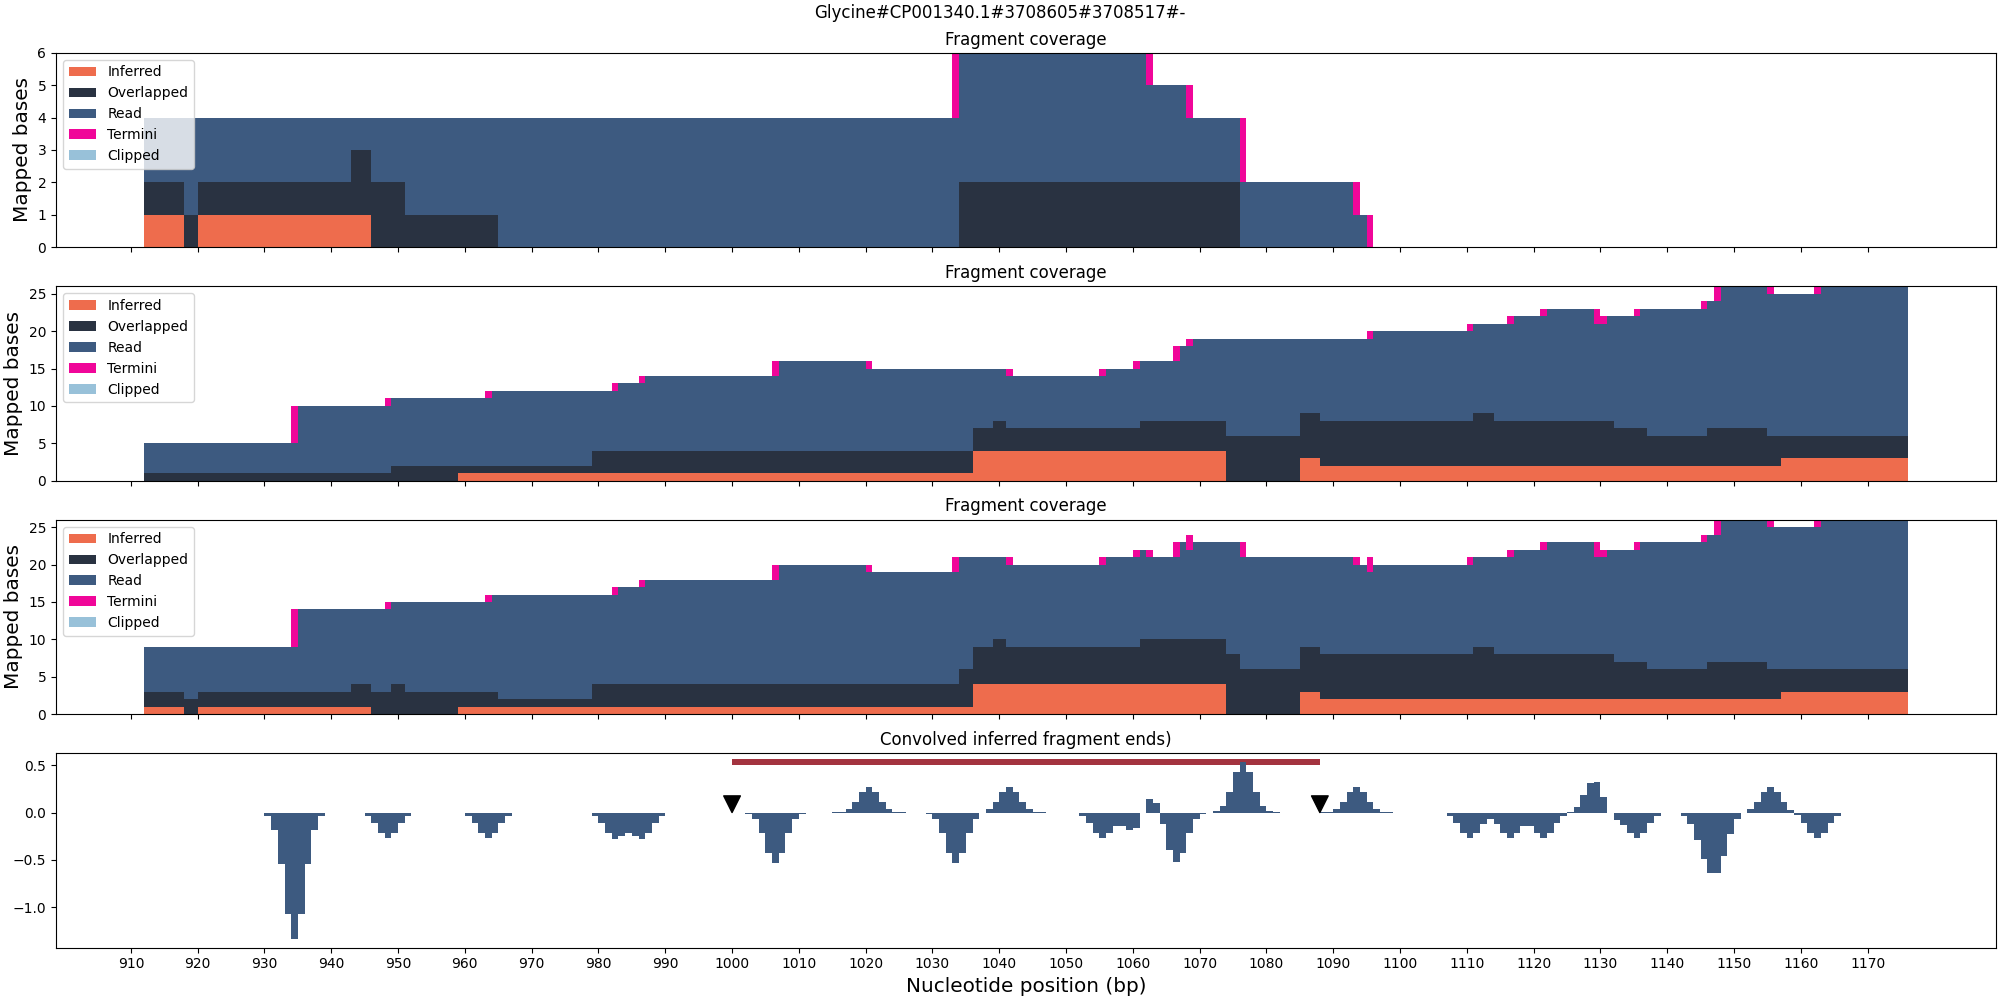 Glycine#CP001340.1#3708605#3708517#-
Fragment coverage
Mapped bases
6
5
4
3
2
1
0
Inferred
Overlapped
Read
Termini
Clipped
Fragment coverage
Mapped bases
25
20
15
10
5
0
Inferred
Overlapped
Read
Termini
Clipped
Fragment coverage
Mapped bases
25
20
15
10
5
0
Inferred
Overlapped
Read
Termini
Clipped
Convolved inferred fragment ends)
0.5
0.0
−0.5
−1.0
910 920 930 940 950 960 970 980 990 1000 1010 1020 1030 1040 1050 1060 1070 1080 1090 1100 1110 1120 1130 1140 1150 1160 1170
Nucleotide position (bp)